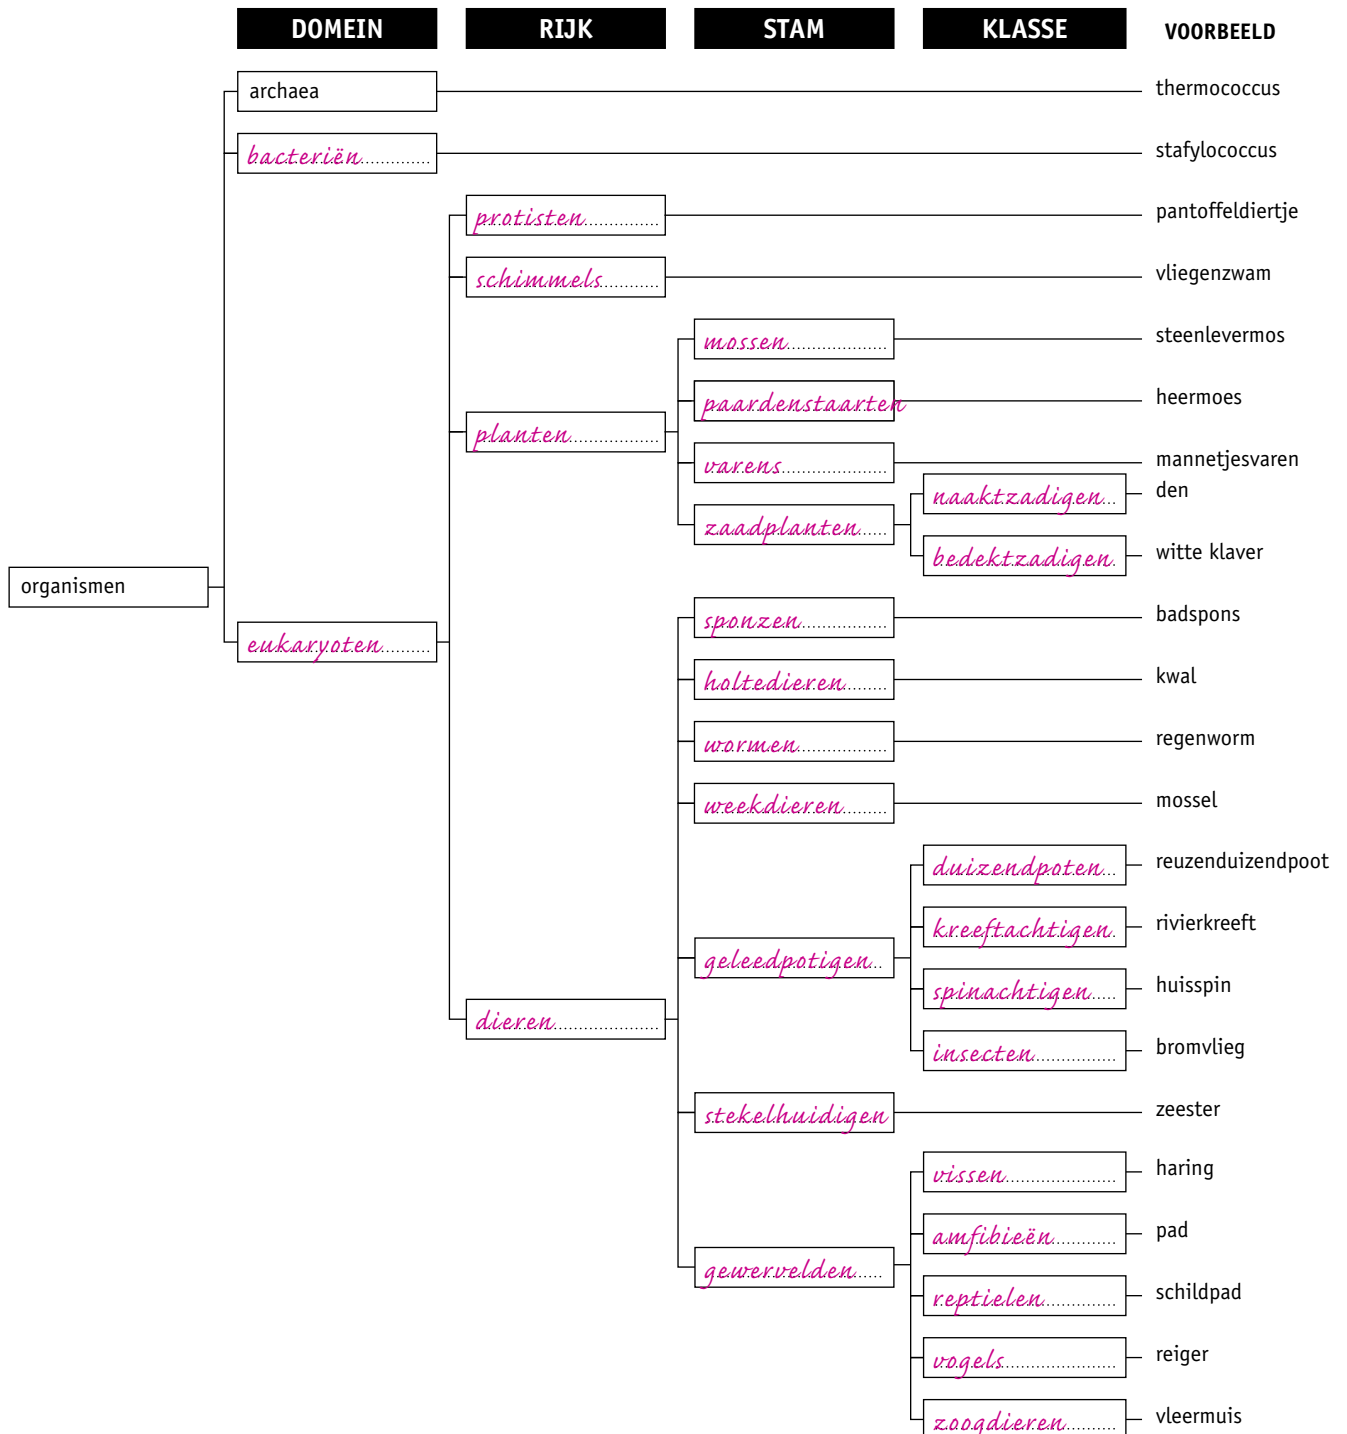 DOMEIN RIJK STAM KLASSE VOORBEELD
archaea thermococcus
bacteriën stafylococcus
protisten pantoffeldiertje
schimmels vliegenzwam
mossen steenlevermos
paardenstaarten heermoes
planten
varens mannetjesvaren
naaktzadigen den
zaadplanten
bedektzadigen witte klaver
organismen
sponzen badspons
eukaryoten
holtedieren kwal
wormen regenworm
weekdieren mossel
duizendpoten reuzenduizendpoot
kreeftachtigen rivierkreeft
geleedpotigen
spinachtigen huisspin
dieren
insecten bromvlieg
stekelhuidigen zeester
vissen haring
amfibieën pad
gewervelden
reptielen schildpad
vogels reiger
zoogdieren vleermuis